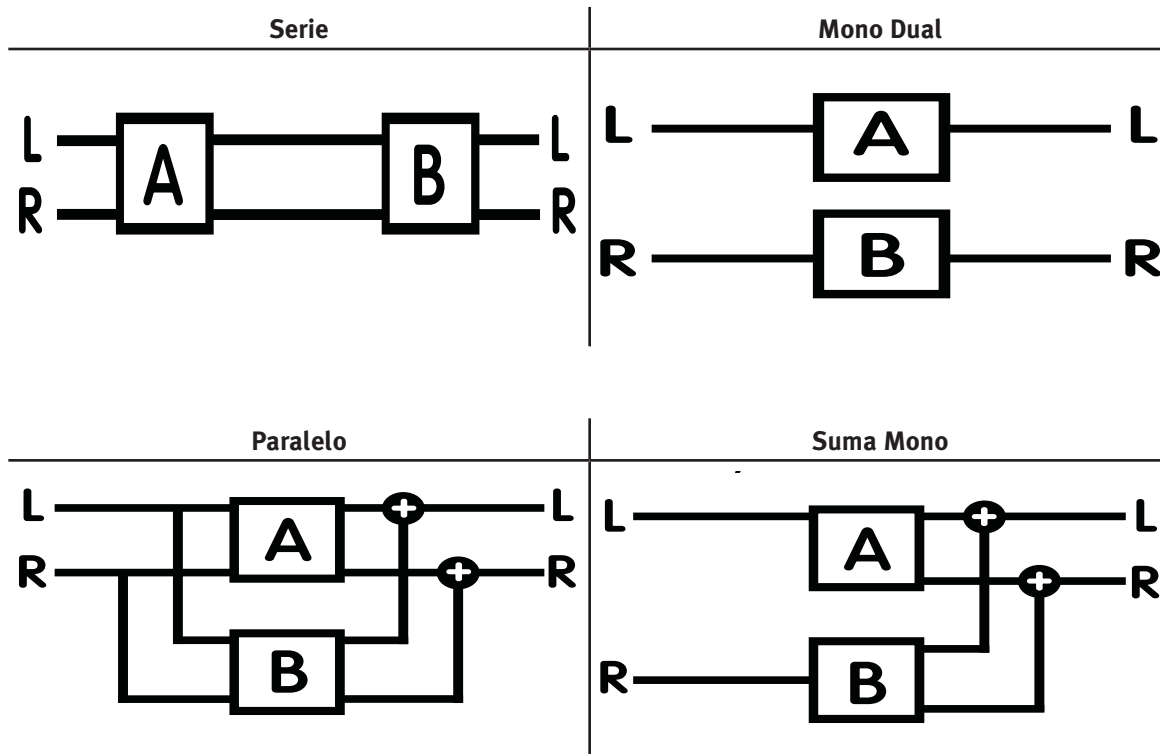 Serie
L A B L
R R
Mono Dual
L A L
R B R
Paralelo
L A + L
R + R
B
Suma Mono
L A + L
+ R
R B